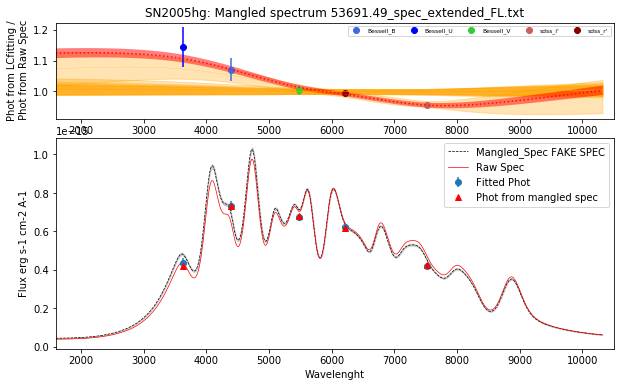 SN2005hg: Mangled spectrum 53691.49_spec_extended_FL.txt
Phot from LCfitting /
Phot from Raw Spec
1.2
1.1
1.0
Bessell_B
Bessell_U
Bessell_V
sdss_i'
sdss_r'
2000
3000
4000
5000
6000
7000
8000
9000
10000
Flux erg s-1 cm-2 A-1
1.0
0.8
0.6
0.4
0.2
0.0
Mangled_Spec FAKE SPEC
Raw Spec
Fitted Phot
Phot from mangled spec
2000
3000
4000
5000
6000
7000
8000
9000
10000
Wavelenght